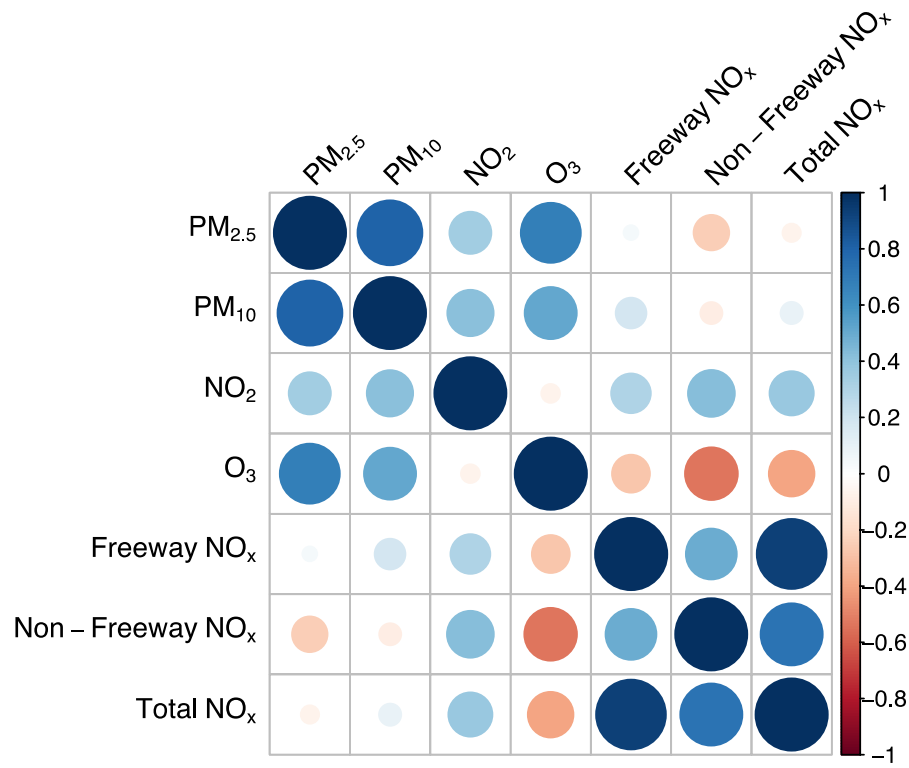 PM2.5
PM10
NO2
O3
Freeway NOx
Non – Freeway NOx
Total NOx
PM2.5
PM10
NO2
O3
Freeway NOx
Non – Freeway NOx
Total NOx
1
0.8
0.6
0.4
0.2
0
−0.2
−0.4
−0.6
−0.8
−1